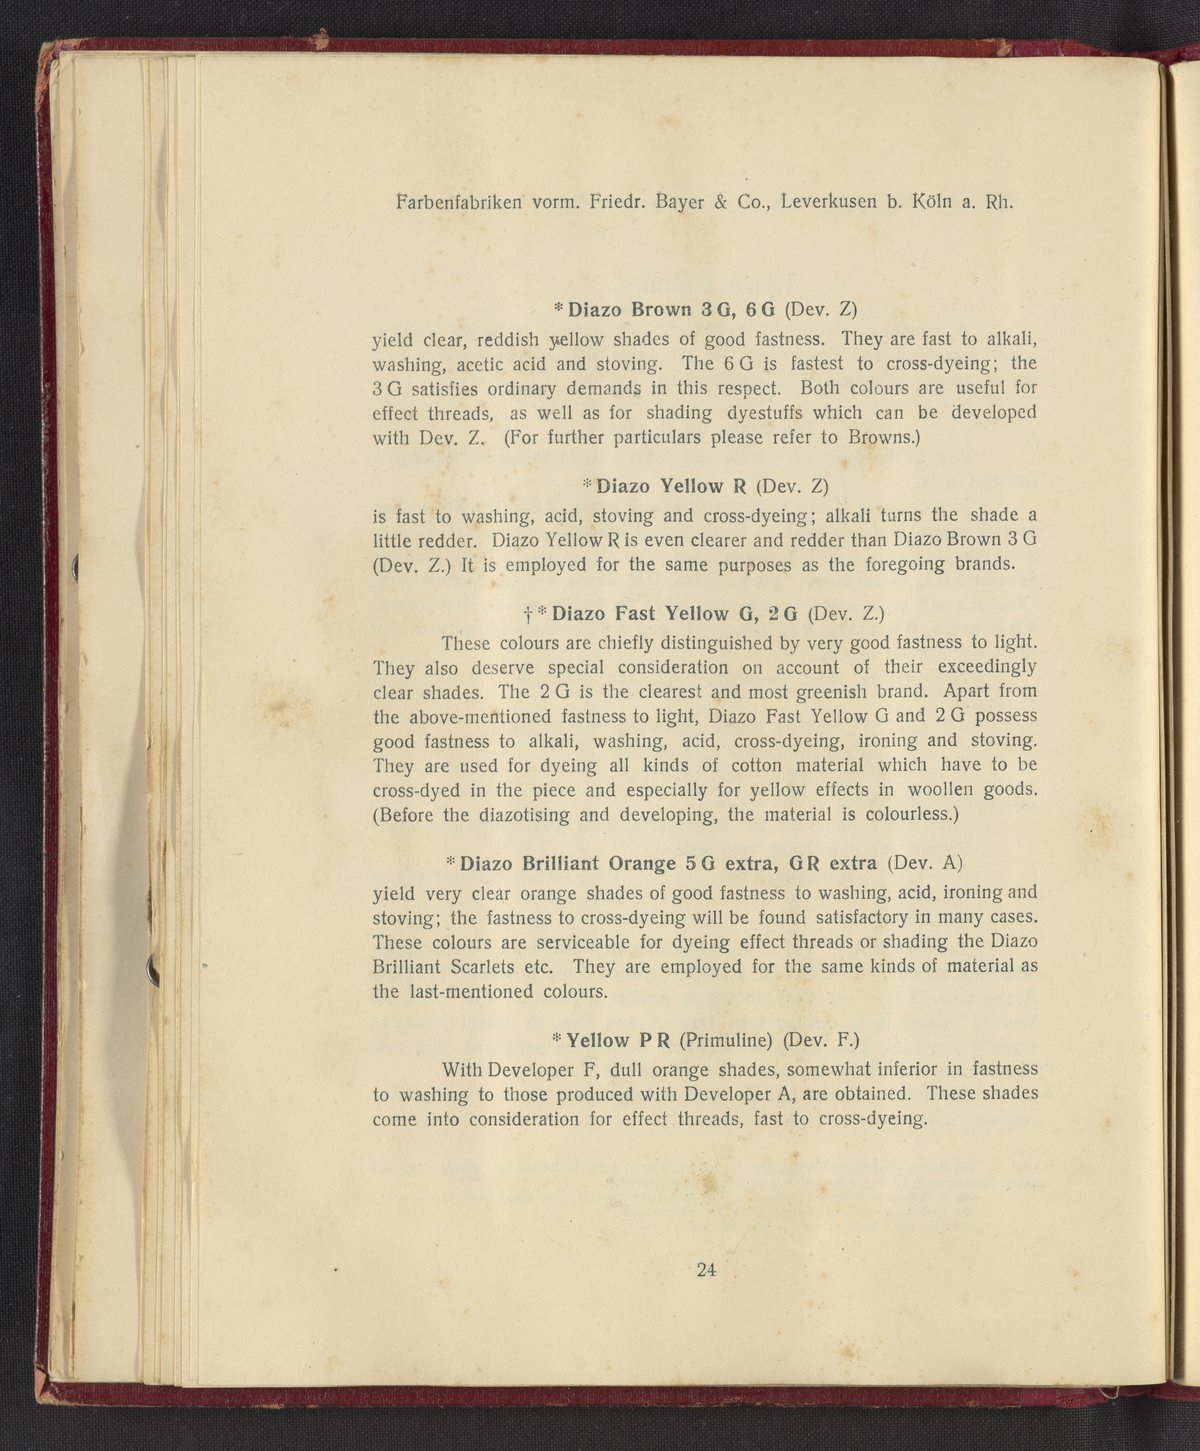 Farbenfabriken vorm. Friedr. Bayer & Co., Leverkusen b. Köln a. Rh.
* Diazo Brown 3 G, 6 G (Dev. Z)
yield clear, reddish yellow shades of good fastness. They are fast to alkali,
washing, acetic acid and stoving. The 6 G is fastest to cross-dyeing; the
3 G satisfies ordinary demands in this respect. Both colours are useful for
effect threads, as well as for shading dyestuffs which can be developed
with Dev. Z. (For further particulars please refer to Browns.)
* Diazo Yellow R (Dev. Z)
is fast to washing, acid, stoving and cross-dyeing; alkali turns the shade a
little redder. Diazo Yellow R is even clearer and redder than Diazo Brown 3 G
(Dev. Z.) It is employed for the same purposes as the foregoing brands.
† * Diazo Fast Yellow G, 2 G (Dev. Z.)
These colours are chiefly distinguished by very good fastness to light.
They also deserve special consideration on account of their exceedingly
clear shades. The 2 G is the clearest and most greenish brand. Apart from
the above-mentioned fastness to light, Diazo Fast Yellow G and 2 G possess
good fastness to alkali, washing, acid, cross-dyeing, ironing and stoving.
They are used for dyeing all kinds of cotton material which have to be
cross-dyed in the piece and especially for yellow effects in woollen goods.
(Before the diazotising and developing, the material is colourless.)
* Diazo Brilliant Orange 5 G extra, G R extra (Dev. A)
yield very clear orange shades of good fastness to washing, acid, ironing and
stoving; the fastness to cross-dyeing will be found satisfactory in many cases.
These colours are serviceable for dyeing effect threads or shading the Diazo
Brilliant Scarlets etc. They are employed for the same kinds of material as
the last-mentioned colours.
* Yellow P R (Primuline) (Dev. F.)
With Developer F, dull orange shades, somewhat inferior in fastness
to washing to those produced with Developer A, are obtained. These shades
come into consideration for effect threads, fast to cross-dyeing.
24